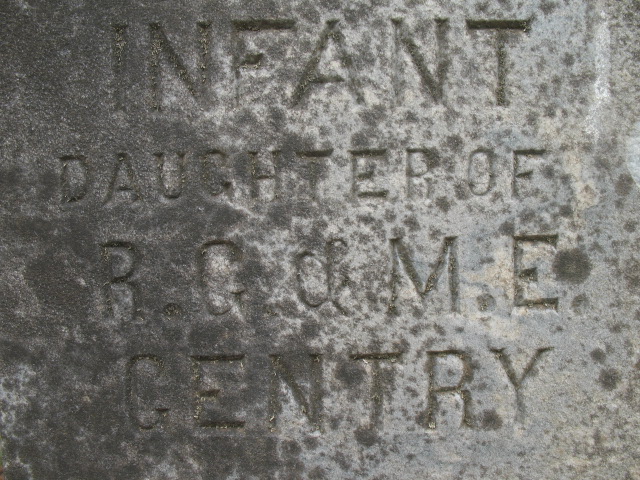 INFANT
DAUGHTER OF
R. G. & M. E
GENTRY